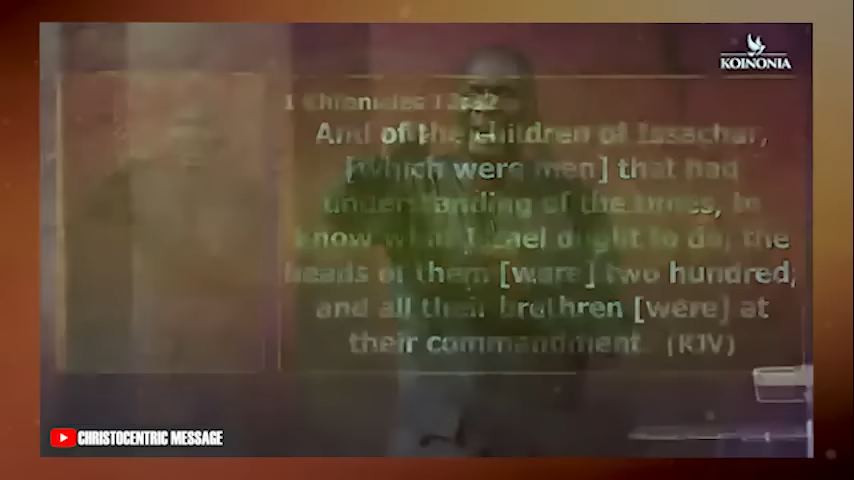 KOINONIA
1 Chronicles 12:32
And of the children of Issachar,
[which were men] that had
understanding of the times, to
know what Israel ought to do; the
heads of them [were] two hundred;
and all their brethren [were] at
their commandment. (KJV)
CHRISTOCENTRIC MESSAGE